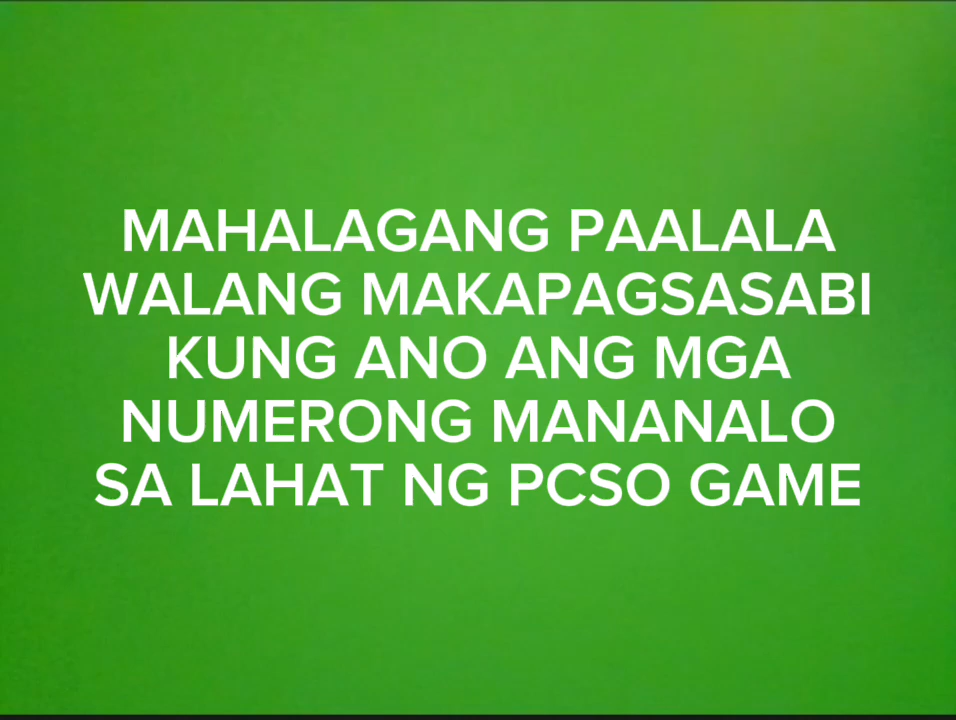 MAHALAGANG PAALALA
WALANG MAKAPAGSASABI
KUNG ANO ANG MGA
NUMERONG MANANALO
SA LAHAT NG PCSO GAME